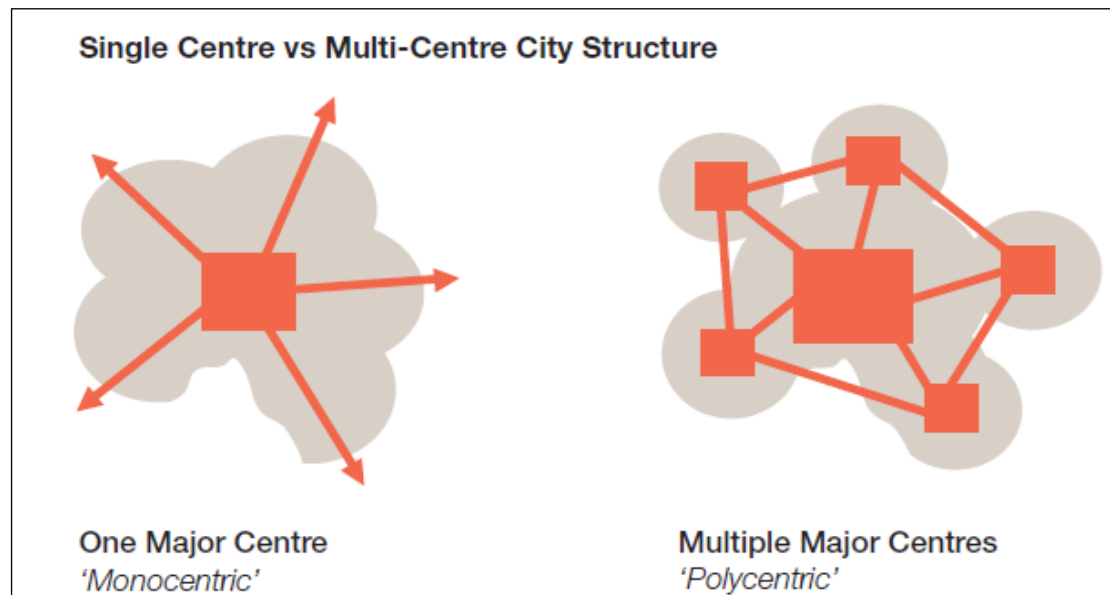 Single Centre vs Multi-Centre City Structure
One Major Centre
'Monocentric'
Multiple Major Centres
'Polycentric'